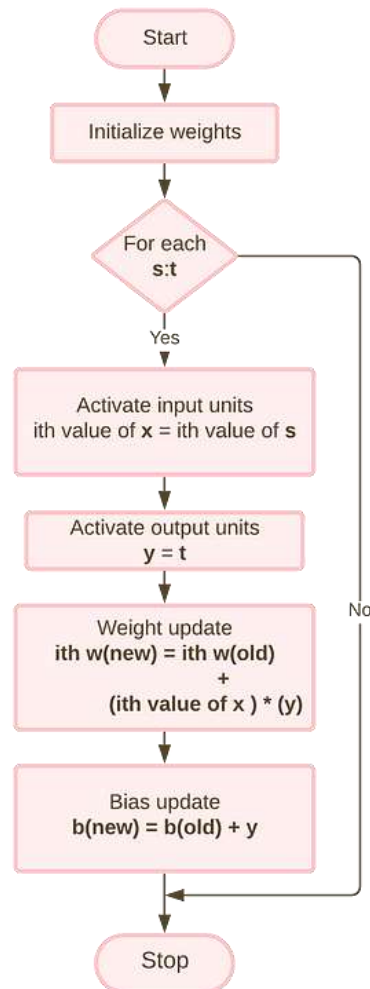 Start
Initialize weights
For each
s:t
Yes
Activate input units
ith value of x = ith value of s
Activate output units
y = t
No
Weight update
ith w(new) = ith w(old)
+
(ith value of x ) * (y)
Bias update
b(new) = b(old) + y
Stop